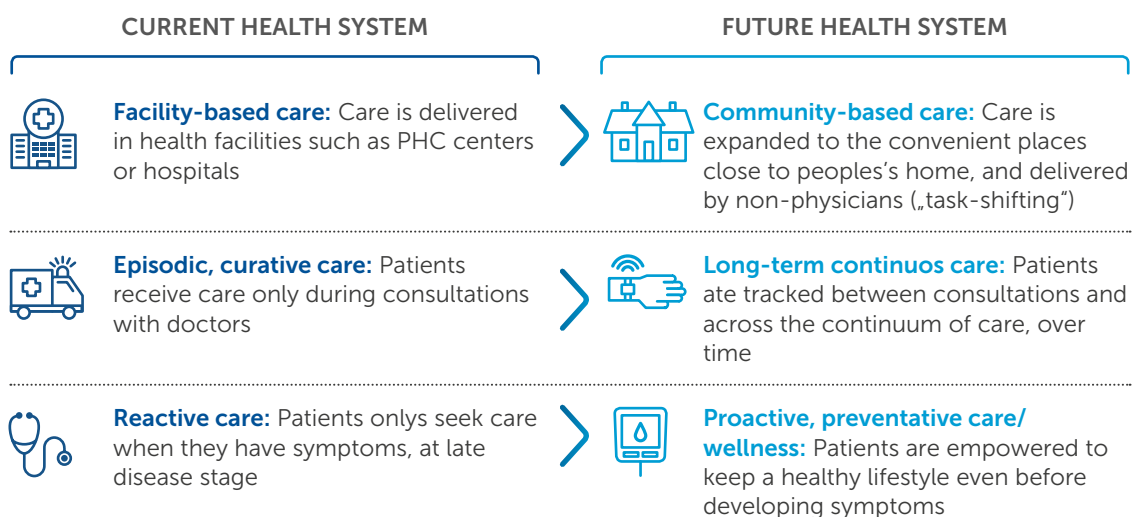 CURRENT HEALTH SYSTEM
FUTURE HEALTH SYSTEM
Facility-based care: Care is delivered
in health facilities such as PHC centers
or hospitals
Community-based care: Care is
expanded to the convenient places
close to peoples's home, and delivered
by non-physicians („task-shifting“)
Episodic, curative care: Patients
receive care only during consultations
with doctors
Long-term continuos care: Patients
ate tracked between consultations and
across the continuum of care, over
time
Reactive care: Patients onlys seek care
when they have symptoms, at late
disease stage
Proactive, preventative care/
wellness: Patients are empowered to
keep a healthy lifestyle even before
developing symptoms